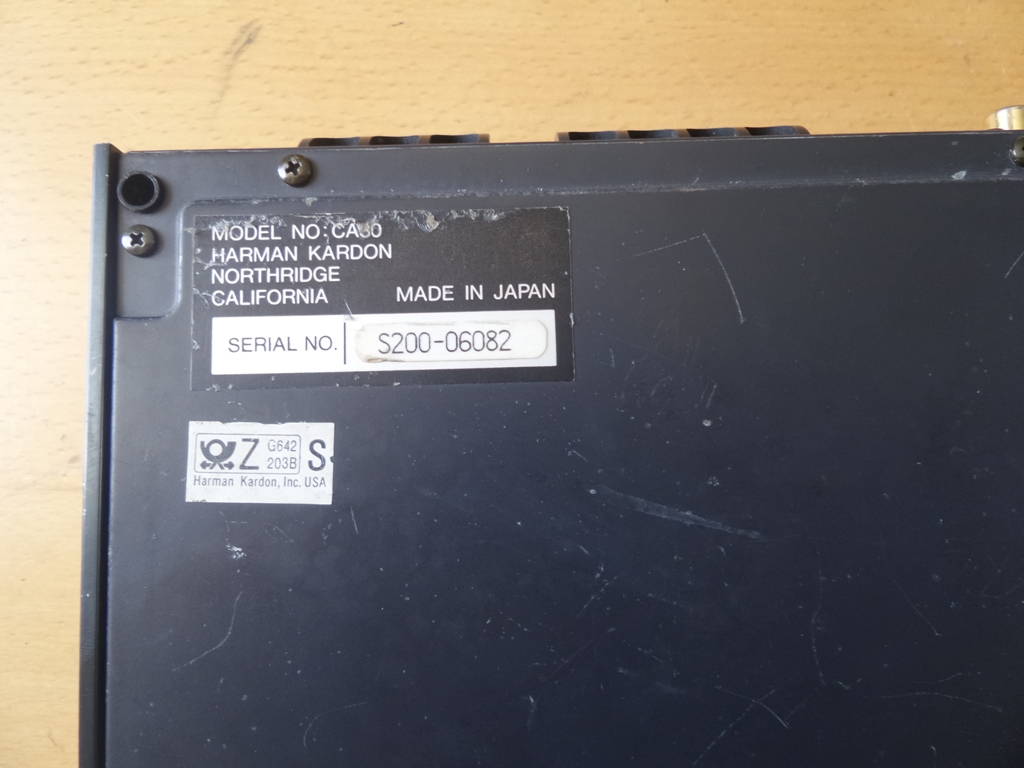 MODEL NO:
HARMAN KARDON
NORTHRIDGE
CALIFORNIA MADE IN JAPAN
SERIAL NO. S200-06082
Z G642 S
203B
Harman Kardon, Inc. USA